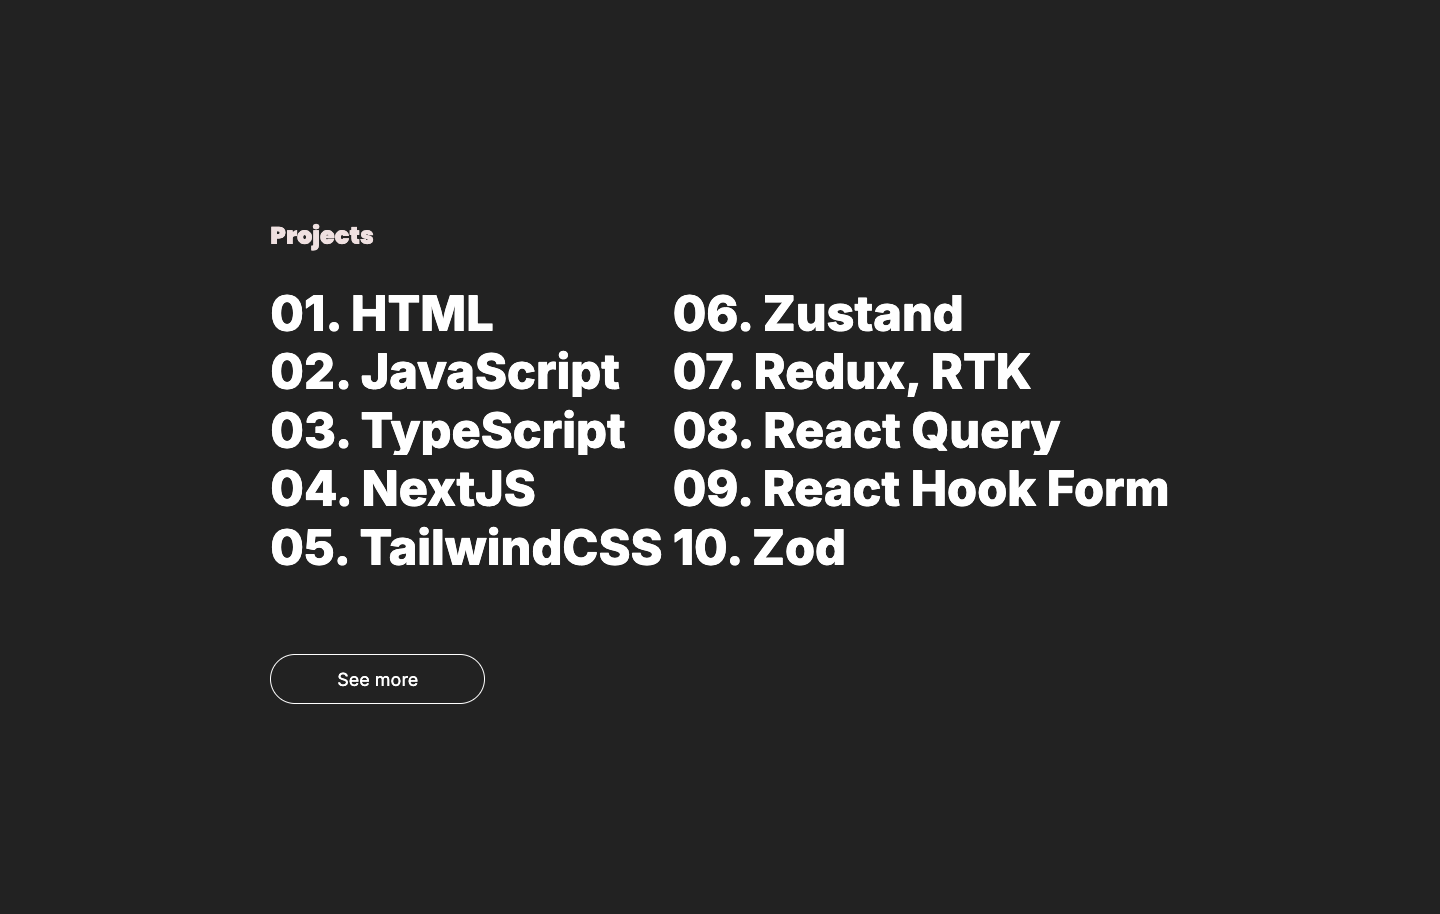 Projects
01. HTML
02. JavaScript
03. TypeScript
04. NextJS
05. TailwindCSS
06. Zustand
07. Redux, RTK
08. React Query
09. React Hook Form
10. Zod
See more